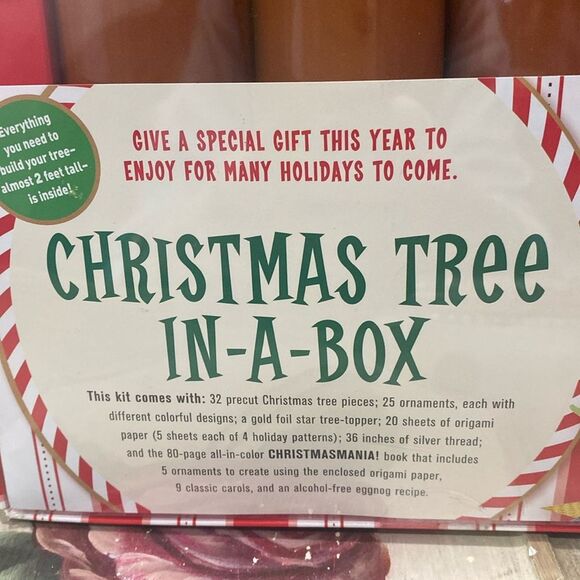 Everything
you need to
build your tree–
almost 2 feet tall–
is inside!
GIVE A SPECIAL GIFT THIS YEAR TO
ENJOY FOR MANY HOLIDAYS TO COME.
CHRISTMAS TREE
IN-A-BOX
This kit comes with: 32 precut Christmas tree pieces; 25 ornaments, each with
different colorful designs; a gold foil star tree-topper; 20 sheets of origami
paper (5 sheets each of 4 holiday patterns); 36 inches of silver thread;
and the 80-page all-in-color CHRISTMASMANIA! book that includes
5 ornaments to create using the enclosed origami paper,
9 classic carols, and an alcohol-free eggnog recipe.